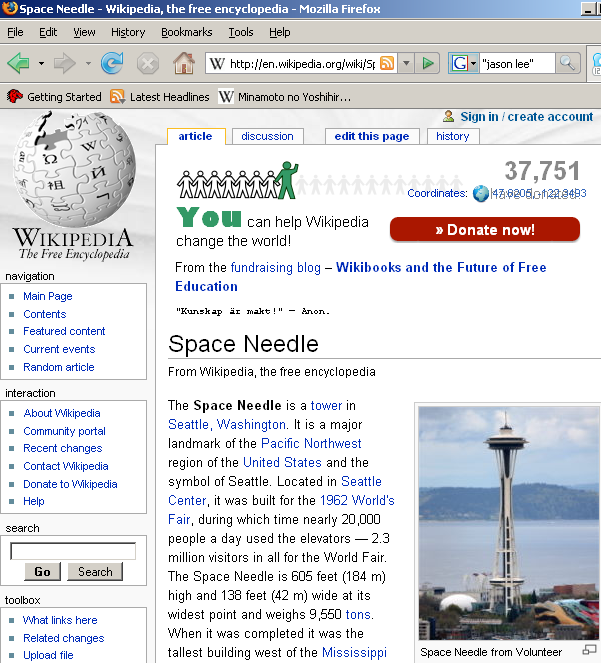 Space Needle - Wikipedia, the free encyclopedia - Mozilla Firefox
File Edit View History Bookmarks Tools Help
W http://en.wikipedia.org/wiki/Sp G "jason lee"
Getting Started Latest Headlines W Minamoto no Yoshihir...
Sign in / create account
article discussion edit this page history
37,751
have donated
Coordinates: 47.6205, -122.3493
You can help Wikipedia
change the world!
» Donate now!
From the fundraising blog – Wikibooks and the Future of Free
Education
"Kunskap är makt!" — Anon.
WIKIPEDIA
The Free Encyclopedia
navigation
Main Page
Contents
Featured content
Current events
Random article
interaction
About Wikipedia
Community portal
Recent changes
Contact Wikipedia
Donate to Wikipedia
Help
search
Go Search
toolbox
What links here
Related changes
Upload file
Space Needle
From Wikipedia, the free encyclopedia
The Space Needle is a tower in
Seattle, Washington. It is a major
landmark of the Pacific Northwest
region of the United States and the
symbol of Seattle. Located in Seattle
Center, it was built for the 1962 World's
Fair, during which time nearly 20,000
people a day used the elevators — 2.3
million visitors in all for the World Fair.
The Space Needle is 605 feet (184 m)
high and 138 feet (42 m) wide at its
widest point and weighs 9,550 tons.
When it was completed it was the
tallest building west of the Mississippi
Space Needle from Volunteer